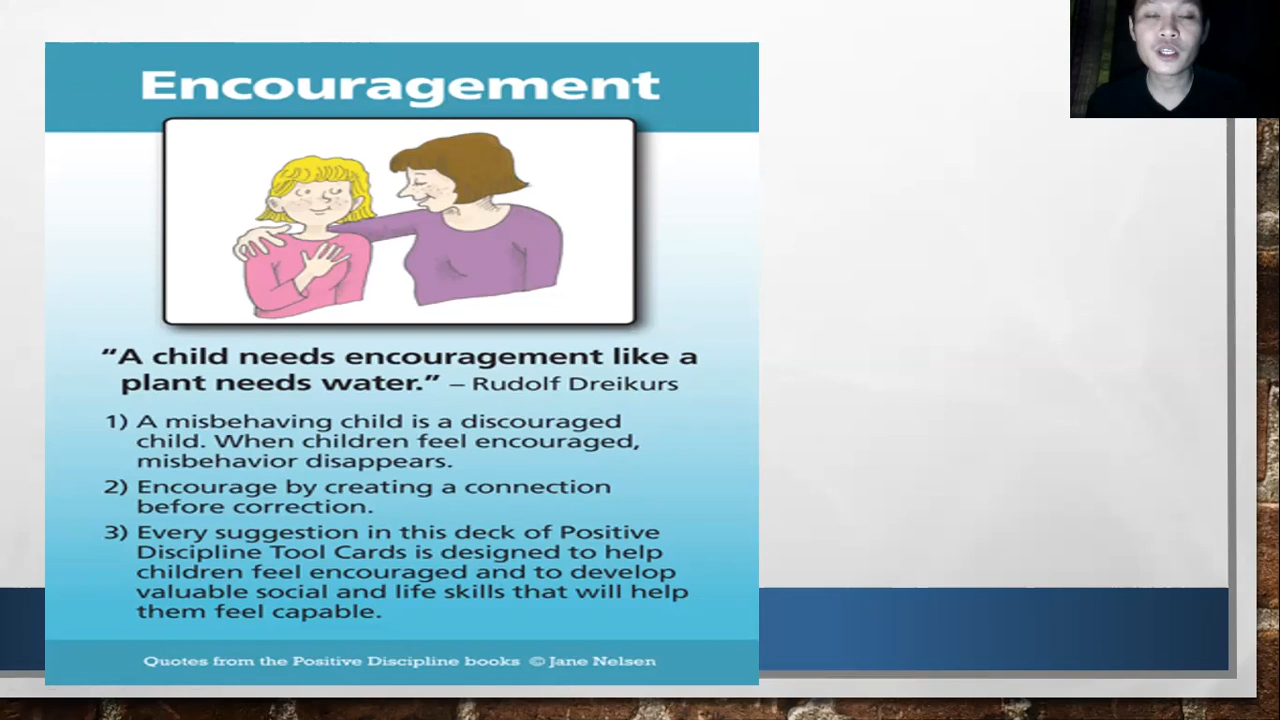 Encouragement
“A child needs encouragement like a
plant needs water.” – Rudolf Dreikurs
1) A misbehaving child is a discouraged
child. When children feel encouraged,
misbehavior disappears.
2) Encourage by creating a connection
before correction.
3) Every suggestion in this deck of Positive
Discipline Tool Cards is designed to help
children feel encouraged and to develop
valuable social and life skills that will help
them feel capable.
Quotes from the Positive Discipline books © Jane Nelsen